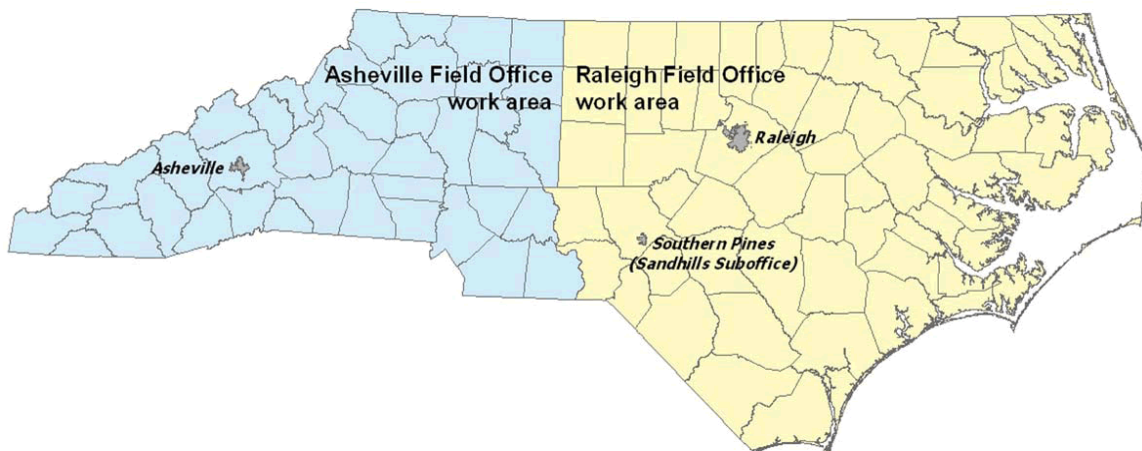 Asheville Field Office
work area
Raleigh Field Office
work area
Asheville
Raleigh
Southern Pines
(Sandhills Suboffice)